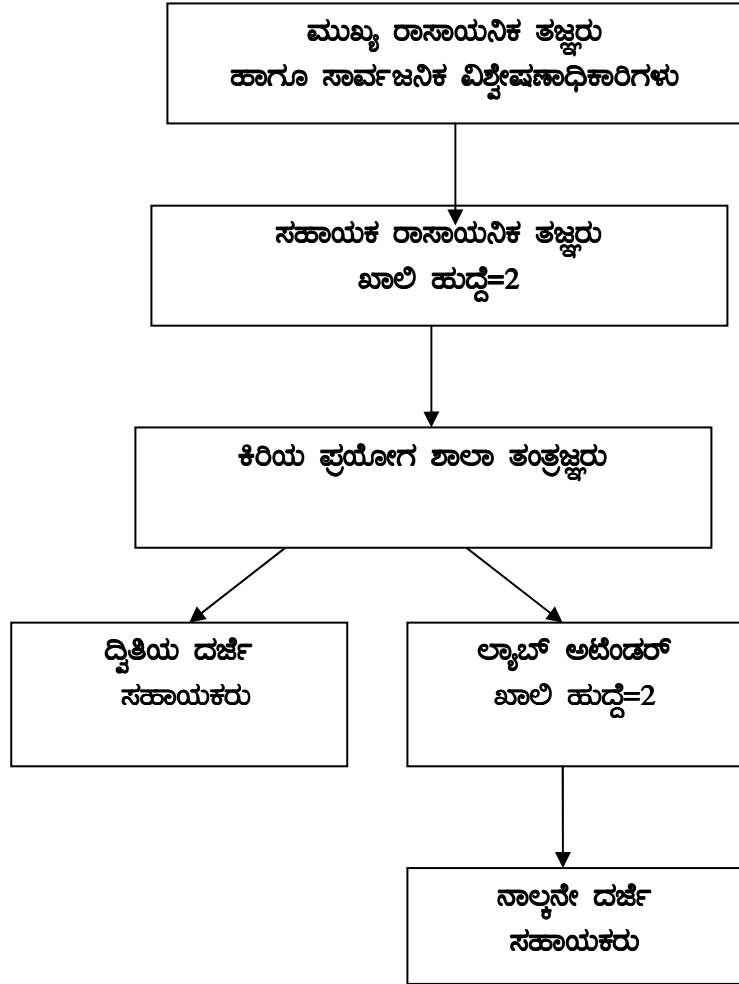 ಮುಖ್ಯ ರಾಸಾಯನಿಕ ತಜ್ಞರು
ಹಾಗೂ ಸಾರ್ವಜನಿಕ ವಿಶ್ಲೇಷಣಾಧಿಕಾರಿಗಳು
ಸಹಾಯಕ ರಾಸಾಯನಿಕ ತಜ್ಞರು
ಖಾಲಿ ಹುದ್ದೆ=2
ಕಿರಿಯ ಪ್ರಯೋಗ ಶಾಲಾ ತಂತ್ರಜ್ಞರು
ದ್ವಿತಿಯ ದರ್ಜೆ
ಸಹಾಯಕರು
ಲ್ಯಾಬ್ ಅಟೆಂಡರ್
ಖಾಲಿ ಹುದ್ದೆ=2
ನಾಲ್ಕನೇ ದರ್ಜೆ
ಸಹಾಯಕರು